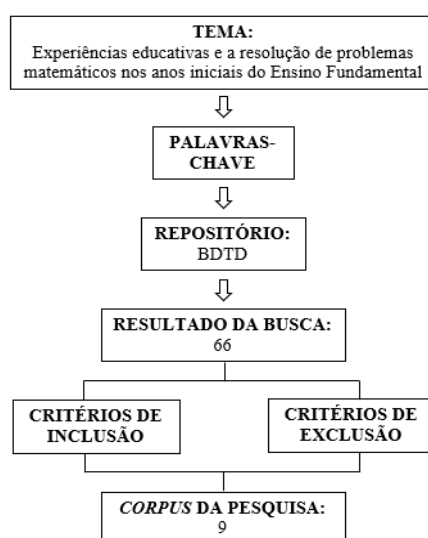 TEMA:
Experiências educativas e a resolução de problemas
matemáticos nos anos iniciais do Ensino Fundamental
PALAVRAS-
CHAVE
REPOSITÓRIO:
BDTD
RESULTADO DA BUSCA:
66
CRITÉRIOS DE
INCLUSÃO
CRITÉRIOS DE
EXCLUSÃO
CORPUS DA PESQUISA:
9